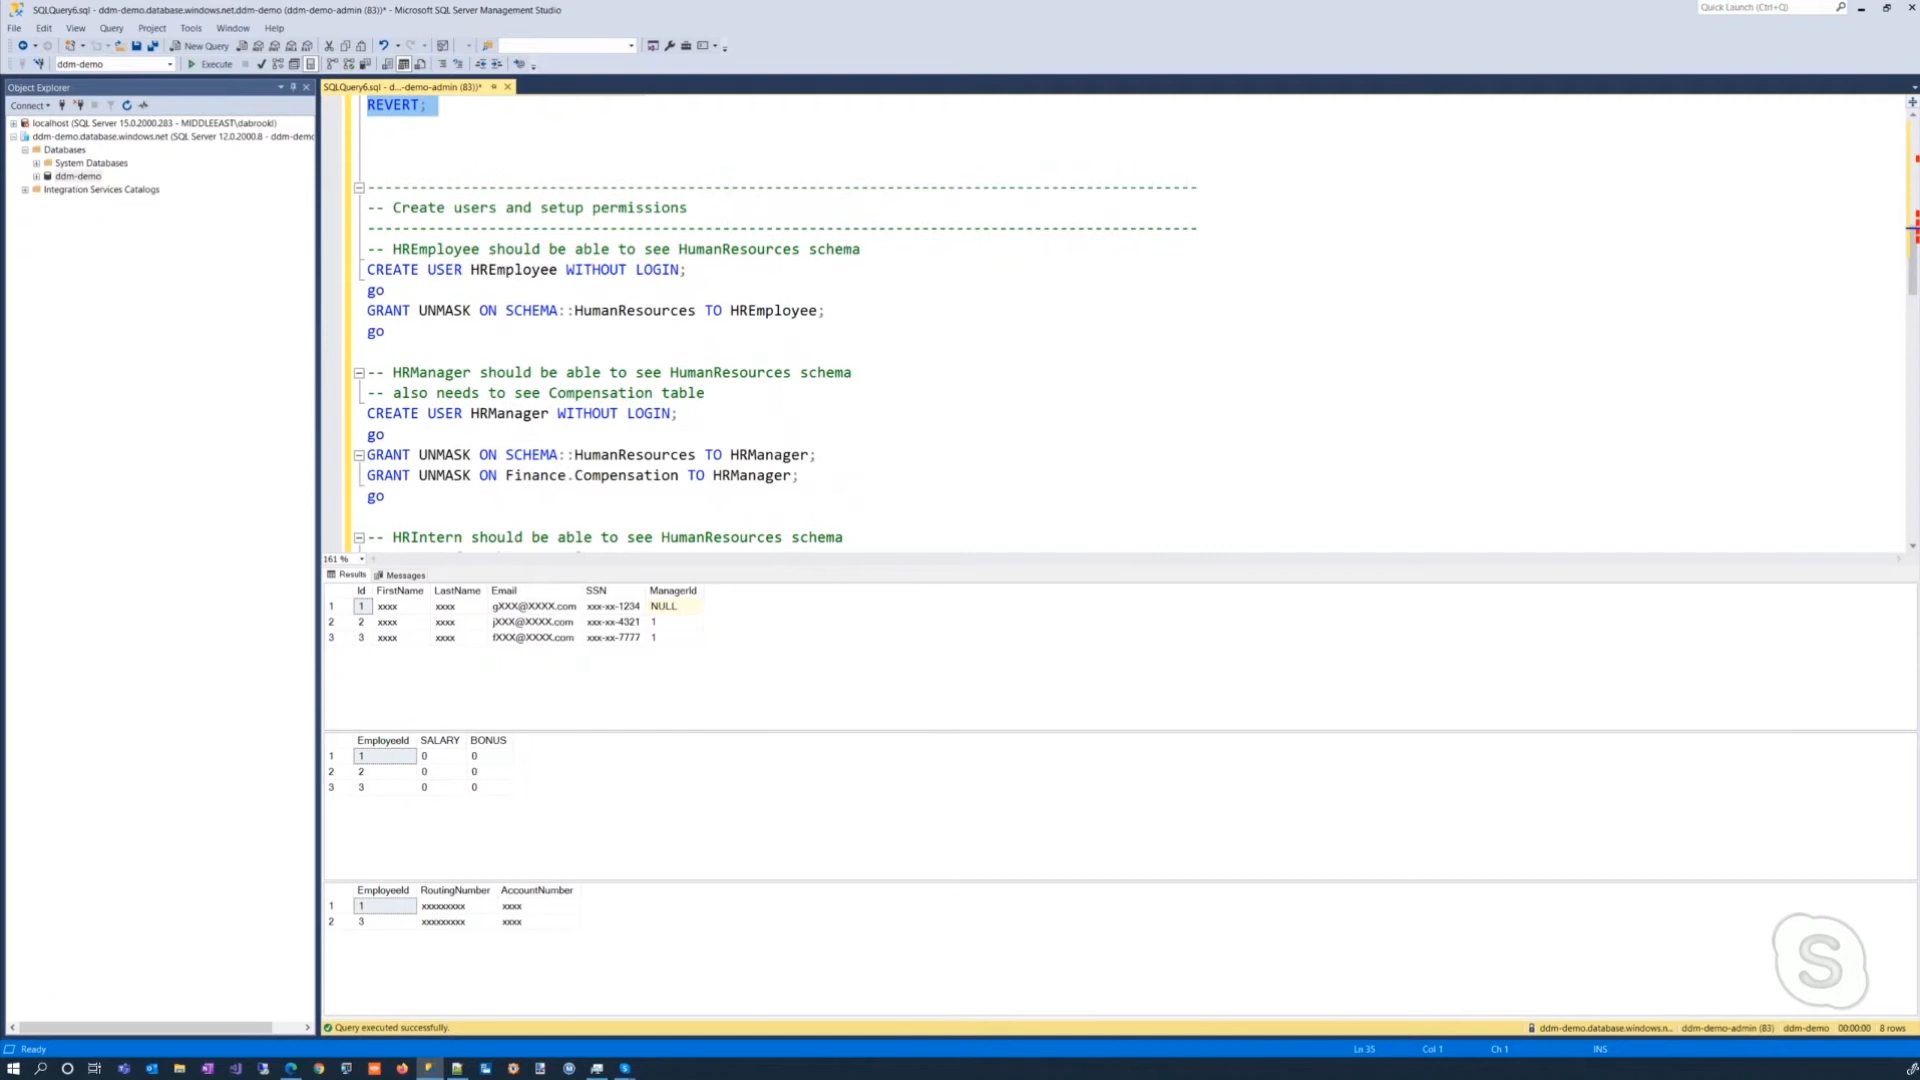 SQLQuery6.sql - ddm-demo.database.windows.net.ddm-demo (ddm-demo-admin (83))* - Microsoft SQL Server Management Studio
Quick Launch (Ctrl+Q)
File Edit View Query Project Tools Window Help
New Query
ddm-demo
Execute
Object Explorer
SQLQuery6.sql - d...-demo-admin (83))*
Connect
localhost (SQL Server 15.0.2000.283 - MIDDLEEAST\dabrookl)
ddm-demo.database.windows.net (SQL Server 12.0.2000.8 - ddm-demo
Databases
System Databases
ddm-demo
Integration Services Catalogs
REVERT;
-- Create users and setup permissions
-- HREmployee should be able to see HumanResources schema
CREATE USER HREmployee WITHOUT LOGIN;
go
GRANT UNMASK ON SCHEMA::HumanResources TO HREmployee;
go
-- HRManager should be able to see HumanResources schema
-- also needs to see Compensation table
CREATE USER HRManager WITHOUT LOGIN;
go
GRANT UNMASK ON SCHEMA::HumanResources TO HRManager;
GRANT UNMASK ON Finance.Compensation TO HRManager;
go
-- HRIntern should be able to see HumanResources schema
161 %
Results Messages
Id FirstName LastName Email SSN ManagerId
1 1 xxxx xxxx gXXX@XXXX.com xxx-xx-1234 NULL
2 2 xxxx xxxx jXXX@XXXX.com xxx-xx-4321 1
3 3 xxxx xxxx fXXX@XXXX.com xxx-xx-7777 1
EmployeeId SALARY BONUS
1 1 0 0
2 2 0 0
3 3 0 0
EmployeeId RoutingNumber AccountNumber
1 1 xxxxxxxxx xxxx
2 3 xxxxxxxxx xxxx
Query executed successfully.
ddm-demo.database.windows.n... ddm-demo-admin (83) ddm-demo 00:00:00 8 rows
Ready
Ln 35 Col 1 Ch 1 INS